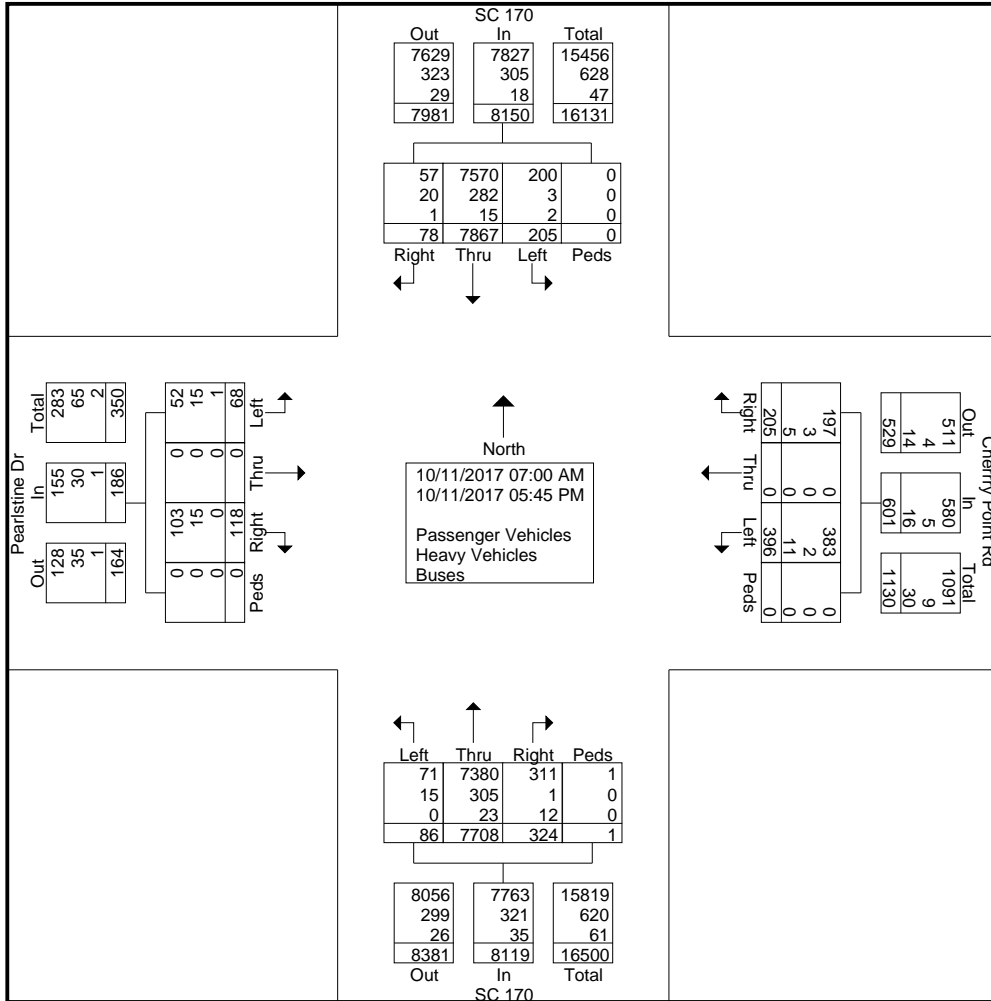 SC 170
Out In Total
7629 7827 15456
323 305 628
29 18 47
7981 8150 16131
57 7570 200 0
20 282 3 0
1 15 2 0
78 7867 205 0
Right Thru Left Peds
Pearlstine Dr
Total In Out
283 155 128
65 30 35
2 1 1
350 186 164
52 0 103 0
15 0 15 0
1 0 0 0
68 0 118 0
Left Thru Right Peds
North
10/11/2017 07:00 AM
10/11/2017 05:45 PM
Passenger Vehicles
Heavy Vehicles
Buses
Right Thru Left Peds
205 0 396 0
5 0 11 0
3 0 2 0
197 0 383 0
Out In Total
529 601 1130
14 16 30
4 5 9
511 580 1091
Cherry Point Rd
Left Thru Right Peds
71 7380 311 1
15 305 1 0
0 23 12 0
86 7708 324 1
8056 7763 15819
299 321 620
26 35 61
8381 8119 16500
Out In Total
SC 170